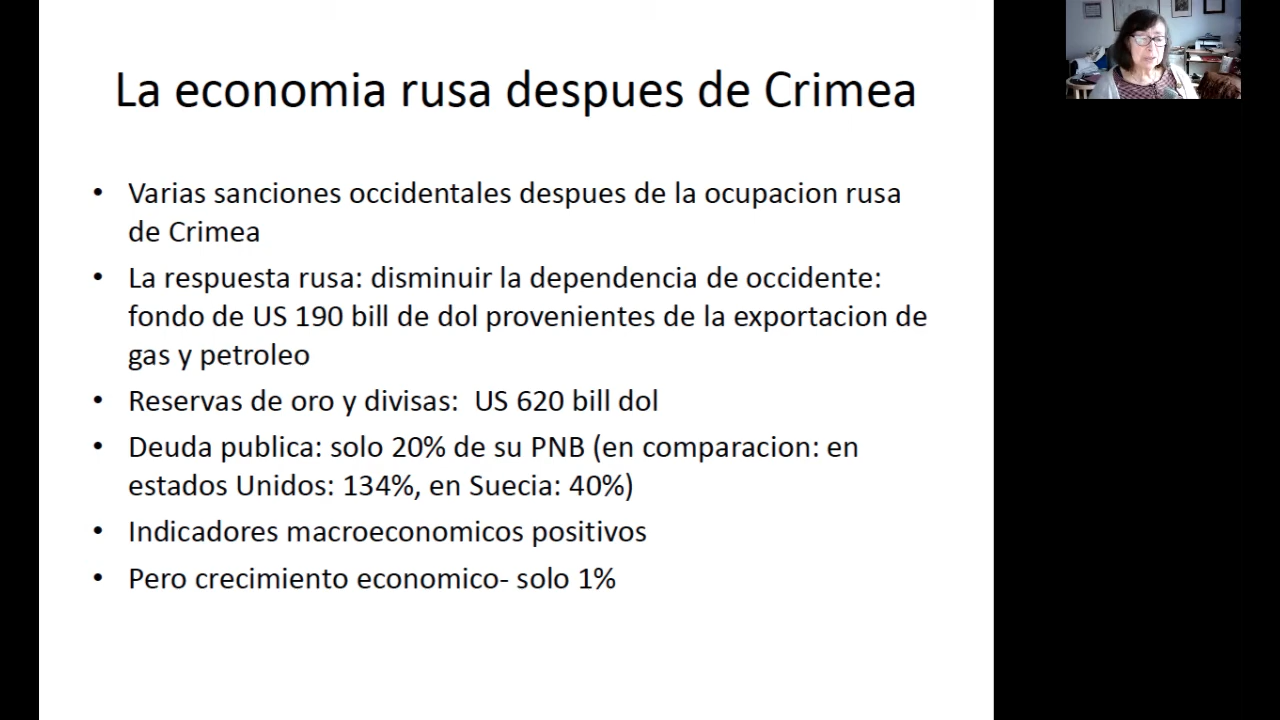 La economia rusa despues de Crimea
• Varias sanciones occidentales despues de la ocupacion rusa
de Crimea
• La respuesta rusa: disminuir la dependencia de occidente:
fondo de US 190 bill de dol provenientes de la exportacion de
gas y petroleo
• Reservas de oro y divisas:  US 620 bill dol
• Deuda publica: solo 20% de su PNB (en comparacion: en
estados Unidos: 134%, en Suecia: 40%)
• Indicadores macroeconomicos positivos
• Pero crecimiento economico- solo 1%